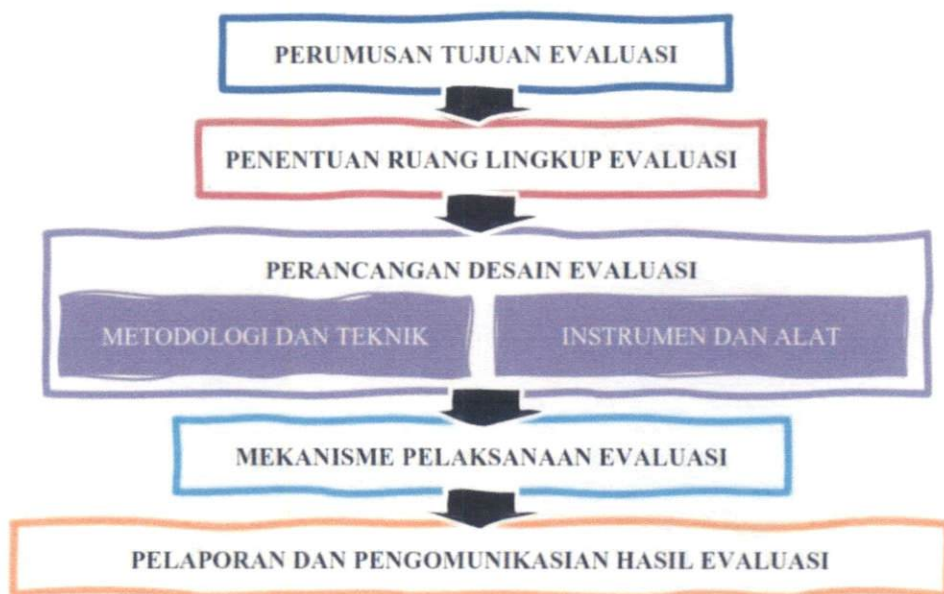 PERUMUSAN TUJUAN EVALUASI
PENENTUAN RUANG LINGKUP EVALUASI
PERANCANGAN DESAIN EVALUASI
METODOLOGI DAN TEKNIK
INSTRUMEN DAN ALAT
MEKANISME PELAKSANAAN EVALUASI
PELAPORAN DAN PENGOMUNIKASIAN HASIL EVALUASI